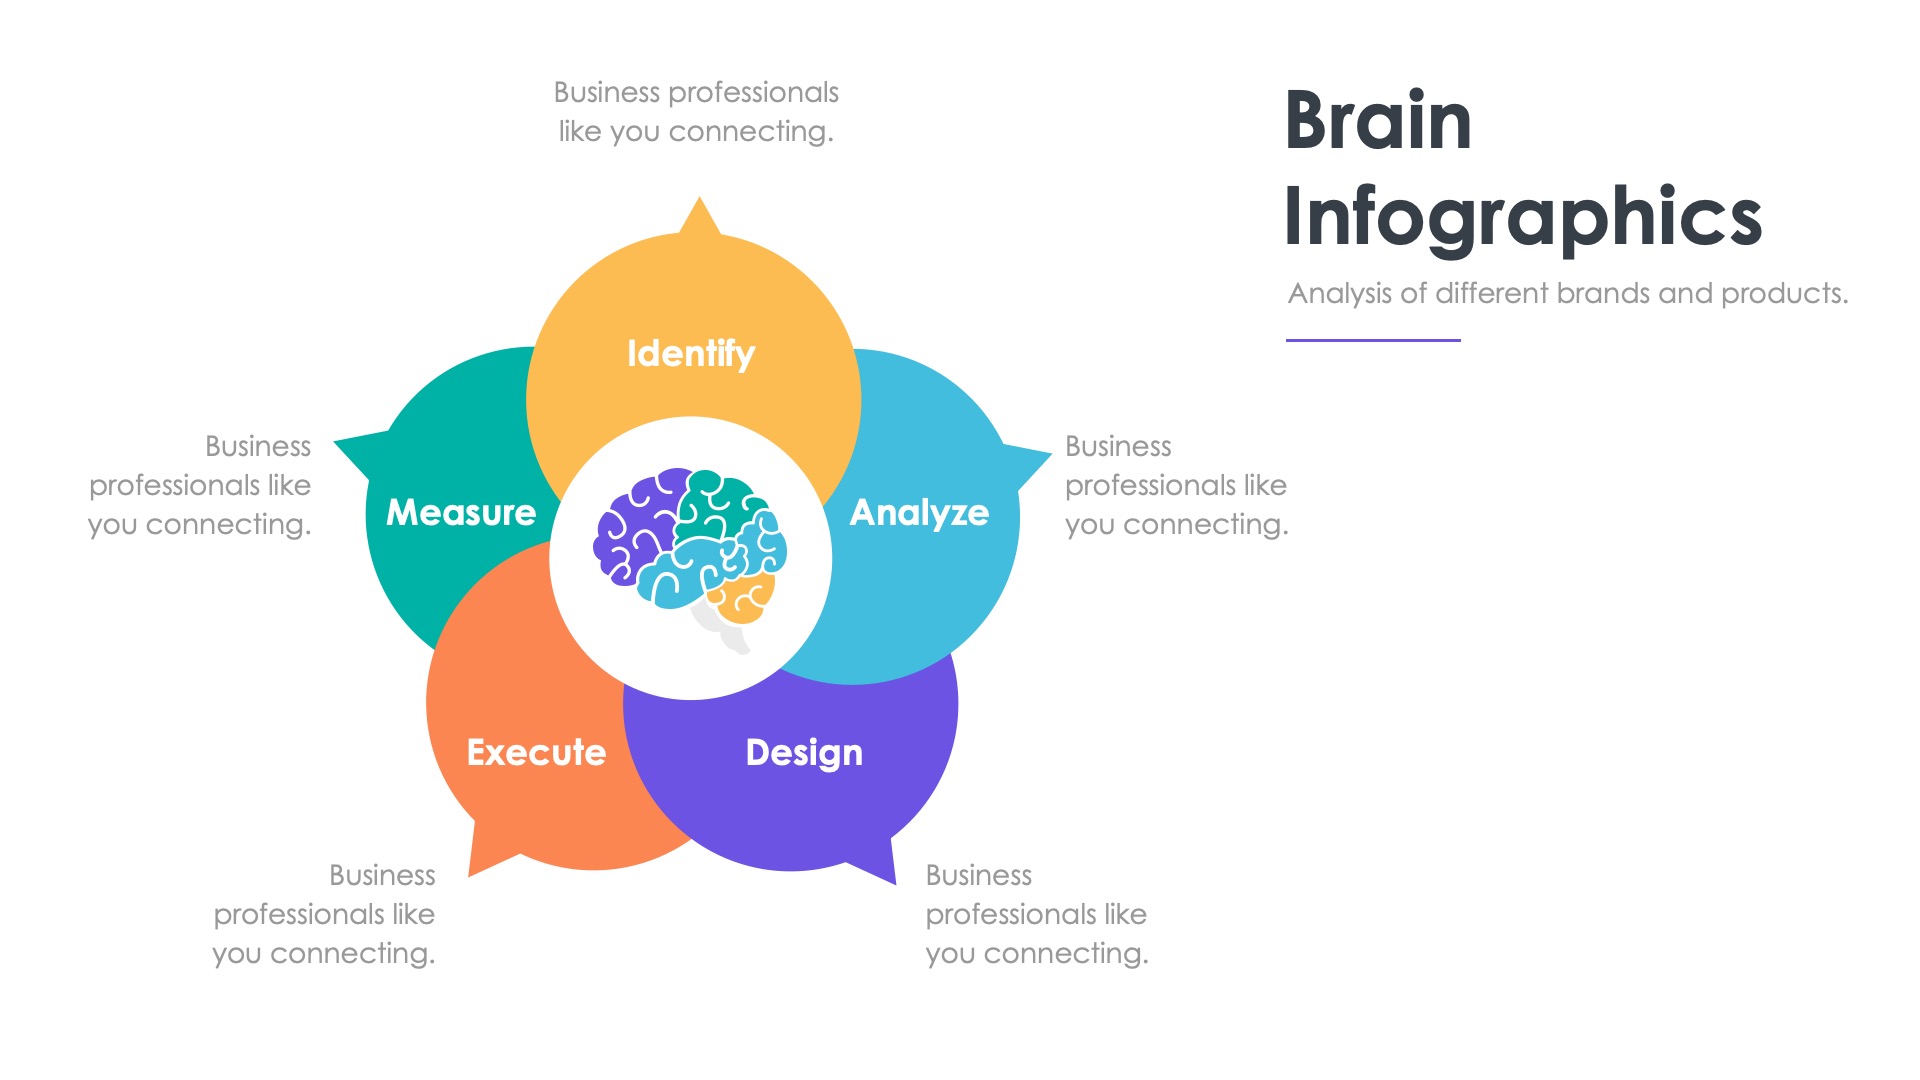 Brain
Infographics
Analysis of different brands and products.
Business professionals
like you connecting.
Identify
Business
professionals like
you connecting.
Measure
Analyze
Business
professionals like
you connecting.
Execute
Design
Business
professionals like
you connecting.
Business
professionals like
you connecting.